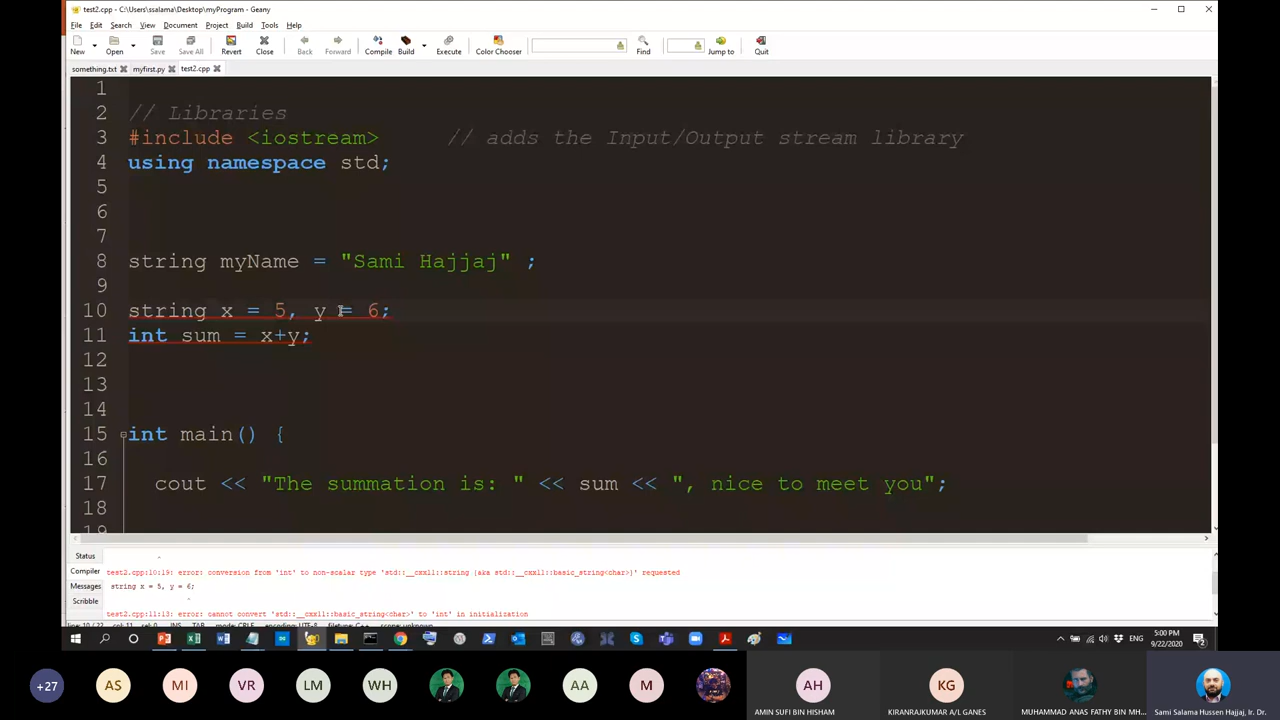 test2.cpp - C:\Users\ssalama\Desktop\myProgram - Geany
File Edit Search View Document Project Build Tools Help
New Open Save Save All Revert Close Back Forward Compile Build Execute Color Chooser Find Jump to Quit
something.txt myfirst.py test2.cpp
1
2 // Libraries
3 #include <iostream> // adds the Input/Output stream library
4 using namespace std;
5
6
7
8 string myName = "Sami Hajjaj" ;
9
10 string x = 5, y = 6;
11 int sum = x+y;
12
13
14
15 int main() {
16
17 cout << "The summation is: " << sum << ", nice to meet you";
18
19
Status
Compiler
Messages
Scribble
test2.cpp:10:19: error: conversion from 'int' to non-scalar type 'std::__cxx11::string {aka std::__cxx11::basic_string<char>}' requested
string x = 5, y = 6;
^
test2.cpp:11:13: error: cannot convert 'std::__cxx11::basic_string<char>' to 'int' in initialization
ENG
5:00 PM
9/22/2020
2
+27 AS MI VR LM WH AA M AH KG
AMIN SUFI BIN HISHAM KIRANRAJKUMAR A/L GANES MUHAMMAD ANAS FATHY BIN MH... Sami Salama Hussen Hajjaj, Ir. Dr.